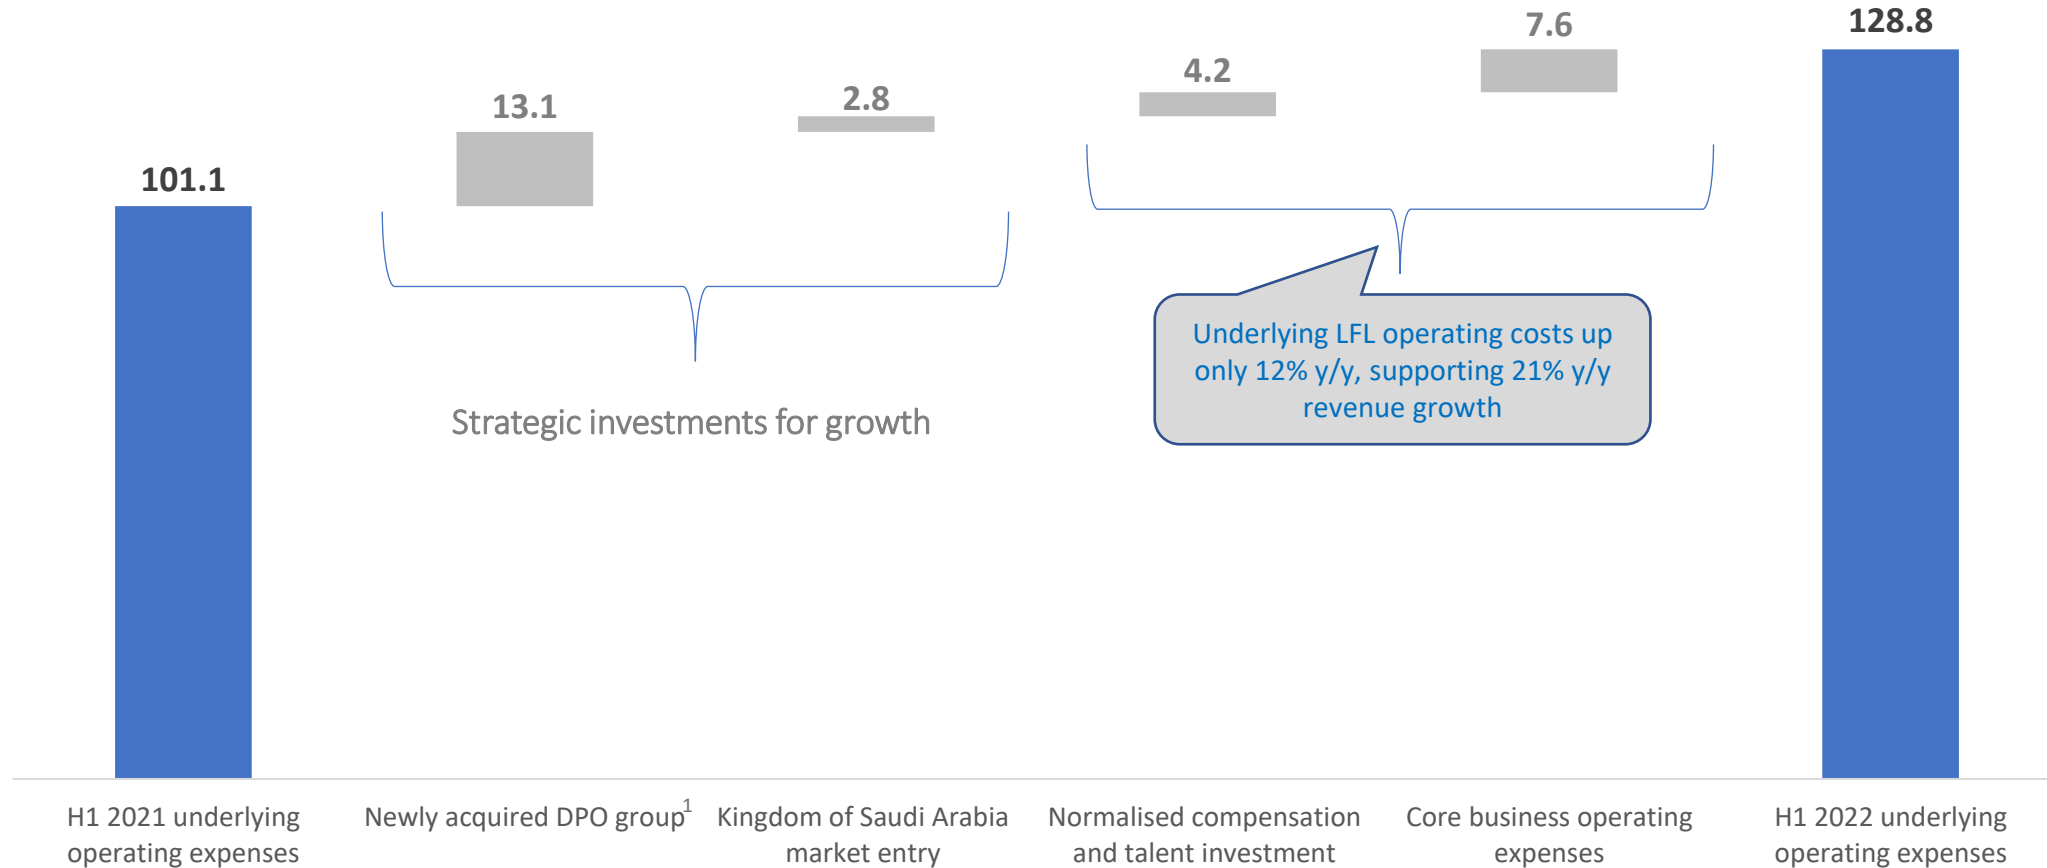 101.1
13.1
2.8
4.2
7.6
128.8
Strategic investments for growth
Underlying LFL operating costs up
only 12% y/y, supporting 21% y/y
revenue growth
H1 2021 underlying
operating expenses
Newly acquired DPO group¹
Kingdom of Saudi Arabia
market entry
Normalised compensation
and talent investment
Core business operating
expenses
H1 2022 underlying
operating expenses